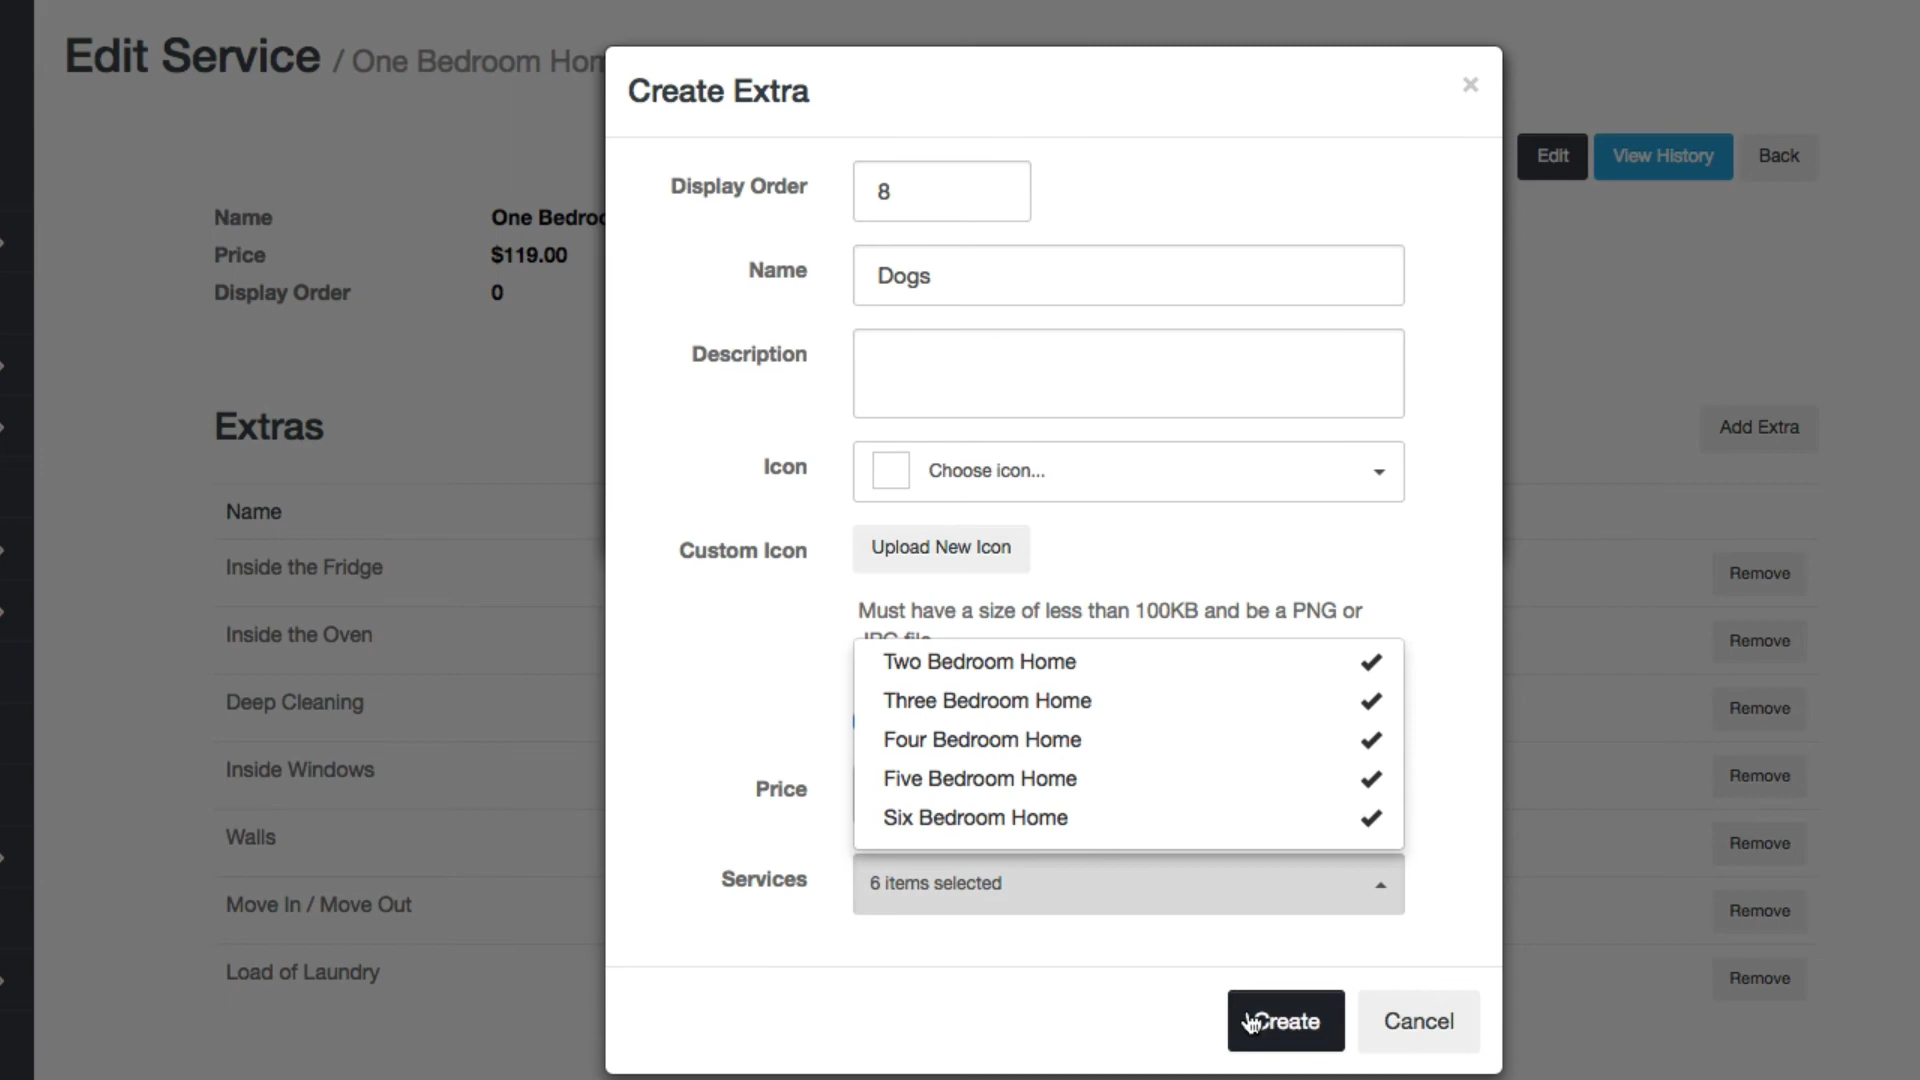 Edit Service / One Bedroom Hom
Create Extra
×
Edit
View History
Back
Name One Bedroo
Price $119.00
Display Order 0
Display Order 8
Name Dogs
Description
Icon Choose icon...
Custom Icon Upload New Icon
Must have a size of less than 100KB and be a PNG or
JPG file
Two Bedroom Home
Three Bedroom Home
Four Bedroom Home
Five Bedroom Home
Six Bedroom Home
Price
Services 6 items selected
Create
Cancel
Extras
Add Extra
Name
Inside the Fridge Remove
Inside the Oven Remove
Deep Cleaning Remove
Inside Windows Remove
Walls Remove
Move In / Move Out Remove
Load of Laundry Remove